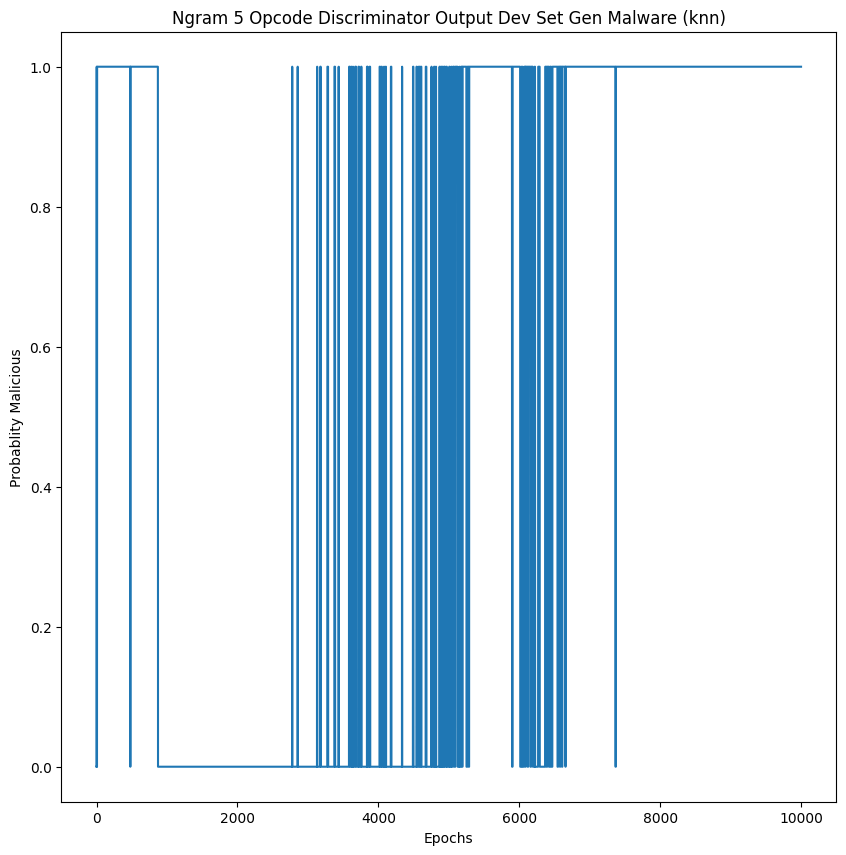 Ngram 5 Opcode Discriminator Output Dev Set Gen Malware (knn)
1.0
0.8
0.6
0.4
0.2
0.0
Probablity Malicious
0 2000 4000 6000 8000 10000
Epochs